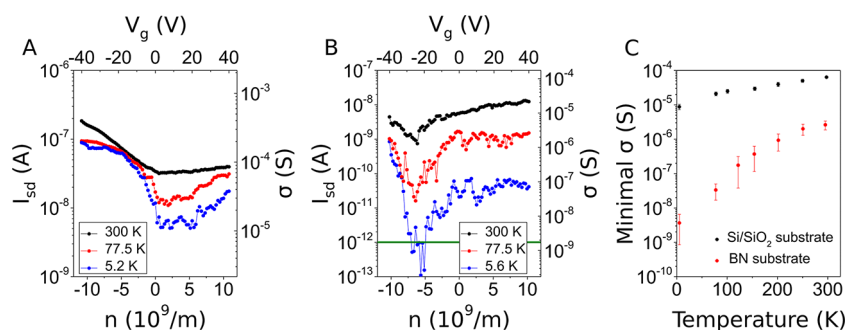 V_g (V)
A
-40 -20 0 20 40
10^-6
10^-7
10^-8
10^-9
I_sd (A)
10^-3
10^-4
10^-5
σ (S)
300 K
77.5 K
5.2 K
-10 -5 0 5 10
n (10^9/m)
V_g (V)
B
-40 -20 0 20 40
10^-6
10^-7
10^-8
10^-9
10^-10
10^-11
10^-12
10^-13
I_sd (A)
10^-4
10^-5
10^-6
10^-7
10^-8
10^-9
σ (S)
300 K
77.5 K
5.6 K
-10 -5 0 5 10
n (10^9/m)
C
10^-4
10^-5
10^-6
10^-7
10^-8
10^-9
10^-10
Minimal σ (S)
Si/SiO_2 substrate
BN substrate
0 100 150 200 250 300
Temperature (K)